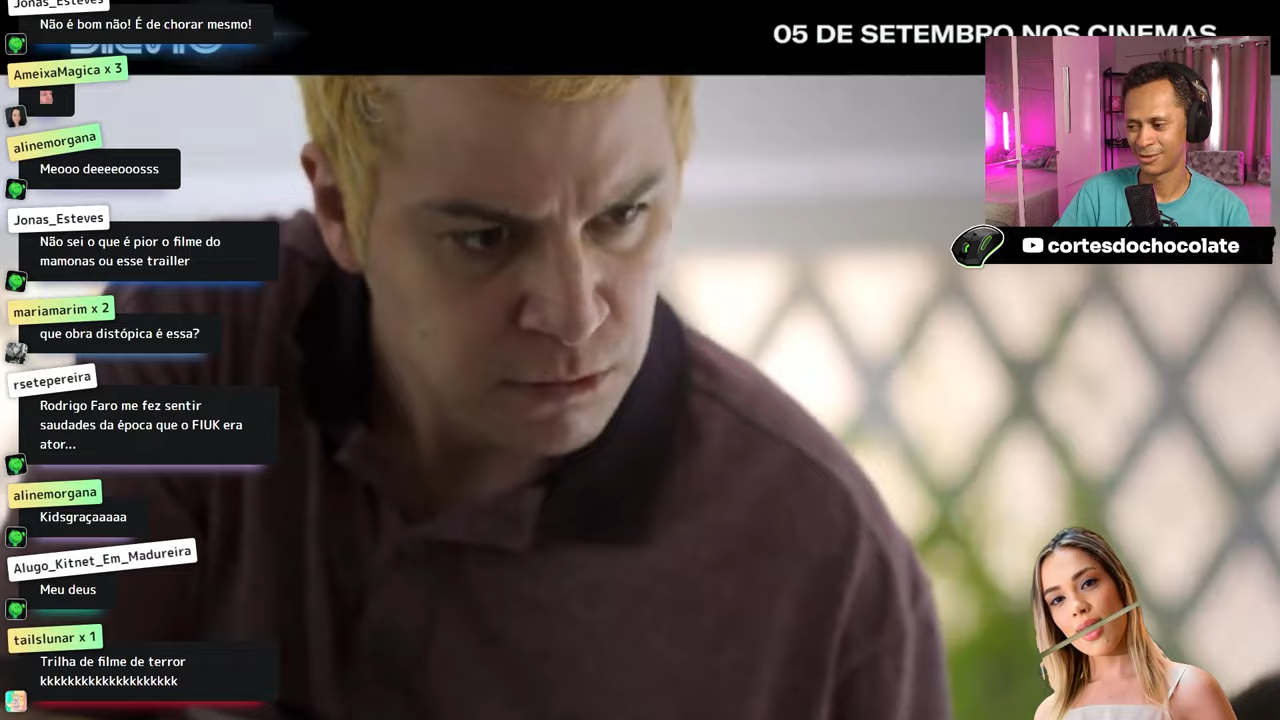 Jonas_Esteves
Não é bom não! É de chorar mesmo!
05 DE SETEMBRO NOS CINEMAS
AmeixaMagica x 3
alinemorgana
Meooo deeeeooosss
Jonas_Esteves
Não sei o que é pior o filme do
mamonas ou esse trailler
cortesdochocolate
mariamarim x 2
que obra distópica é essa?
rsetepereira
Rodrigo Faro me fez sentir
saudades da época que o FIUK era
ator...
alinemorgana
Kidsgraçaaaaa
Alugo_Kitnet_Em_Madureira
Meu deus
tailslunar x 1
Trilha de filme de terror
kkkkkkkkkkkkkkkkkkkk